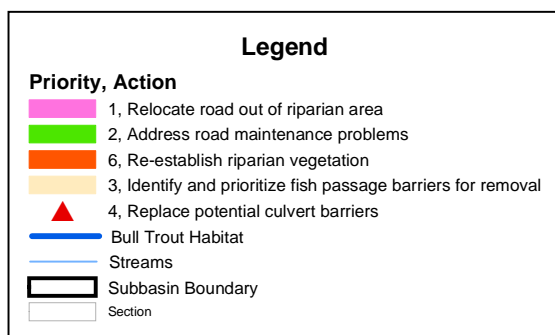 Legend
Priority, Action
1, Relocate road out of riparian area
2, Address road maintenance problems
6, Re-establish riparian vegetation
3, Identify and prioritize fish passage barriers for removal
4, Replace potential culvert barriers
Bull Trout Habitat
Streams
Subbasin Boundary
Section